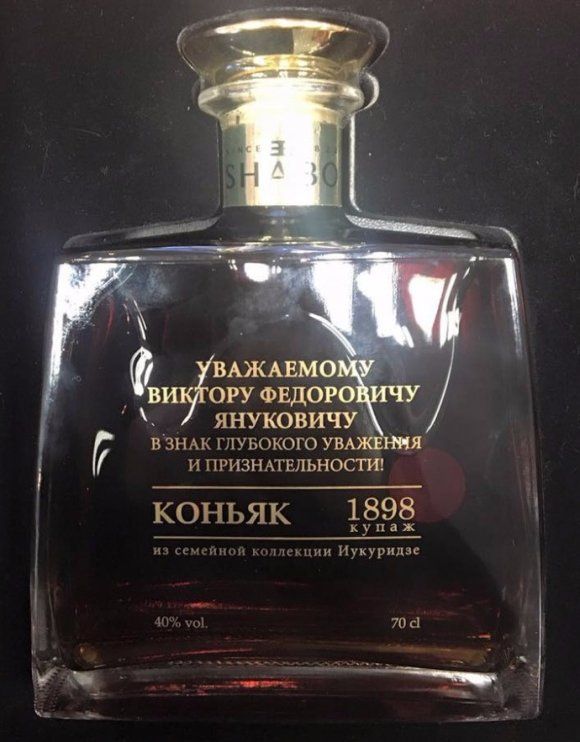 SHABO
УВАЖАЕМОМУ
ВИКТОРУ ФЕДОРОВИЧУ
ЯНУКОВИЧУ
В ЗНАК ГЛУБОКОГО УВАЖЕНИЯ
И ПРИЗНАТЕЛЬНОСТИ!
КОНЬЯК 1898
купаж
из семейной коллекции Иукуридзе
40% vol. 70 cl